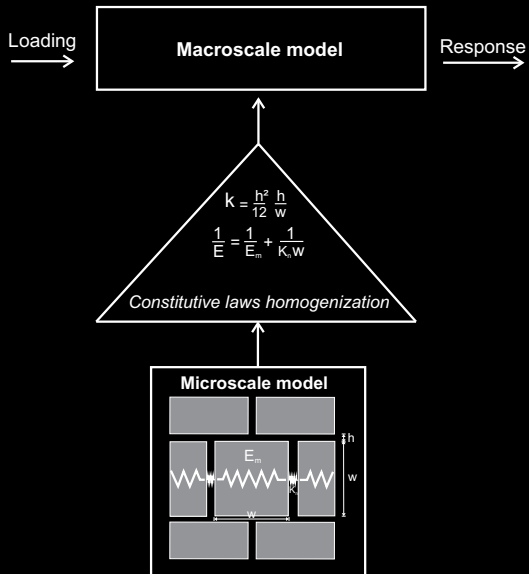 Loading
Macroscale model
Response
k = h²/12 h/w
1/E = 1/Eₘ + 1/Kₙw
Constitutive laws homogenization
Microscale model
h
Eₘ
w
Kₙ
w